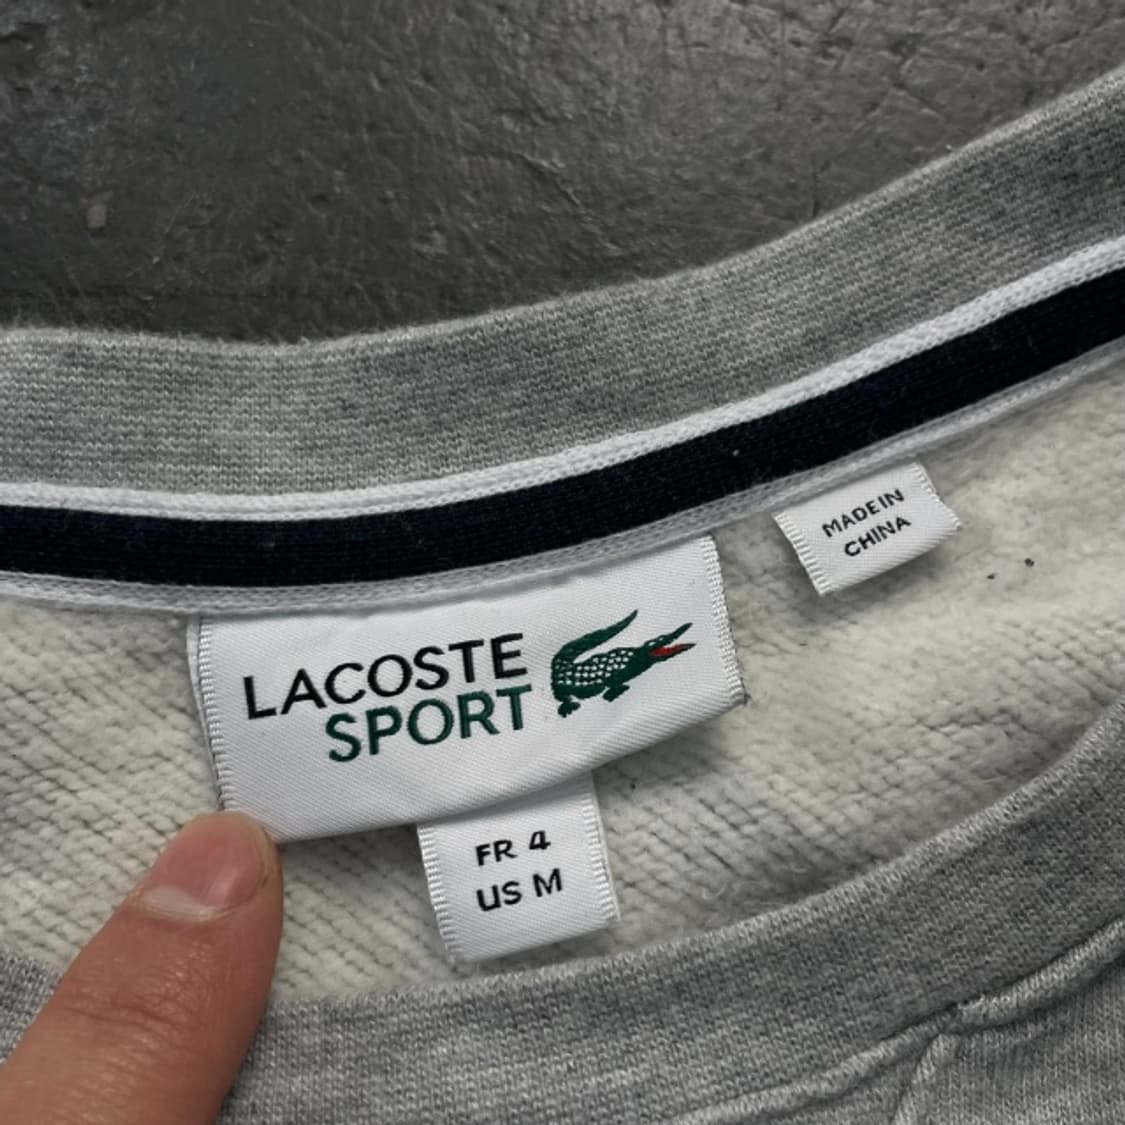 LACOSTE
SPORT
MADE IN
CHINA
FR 4
US M